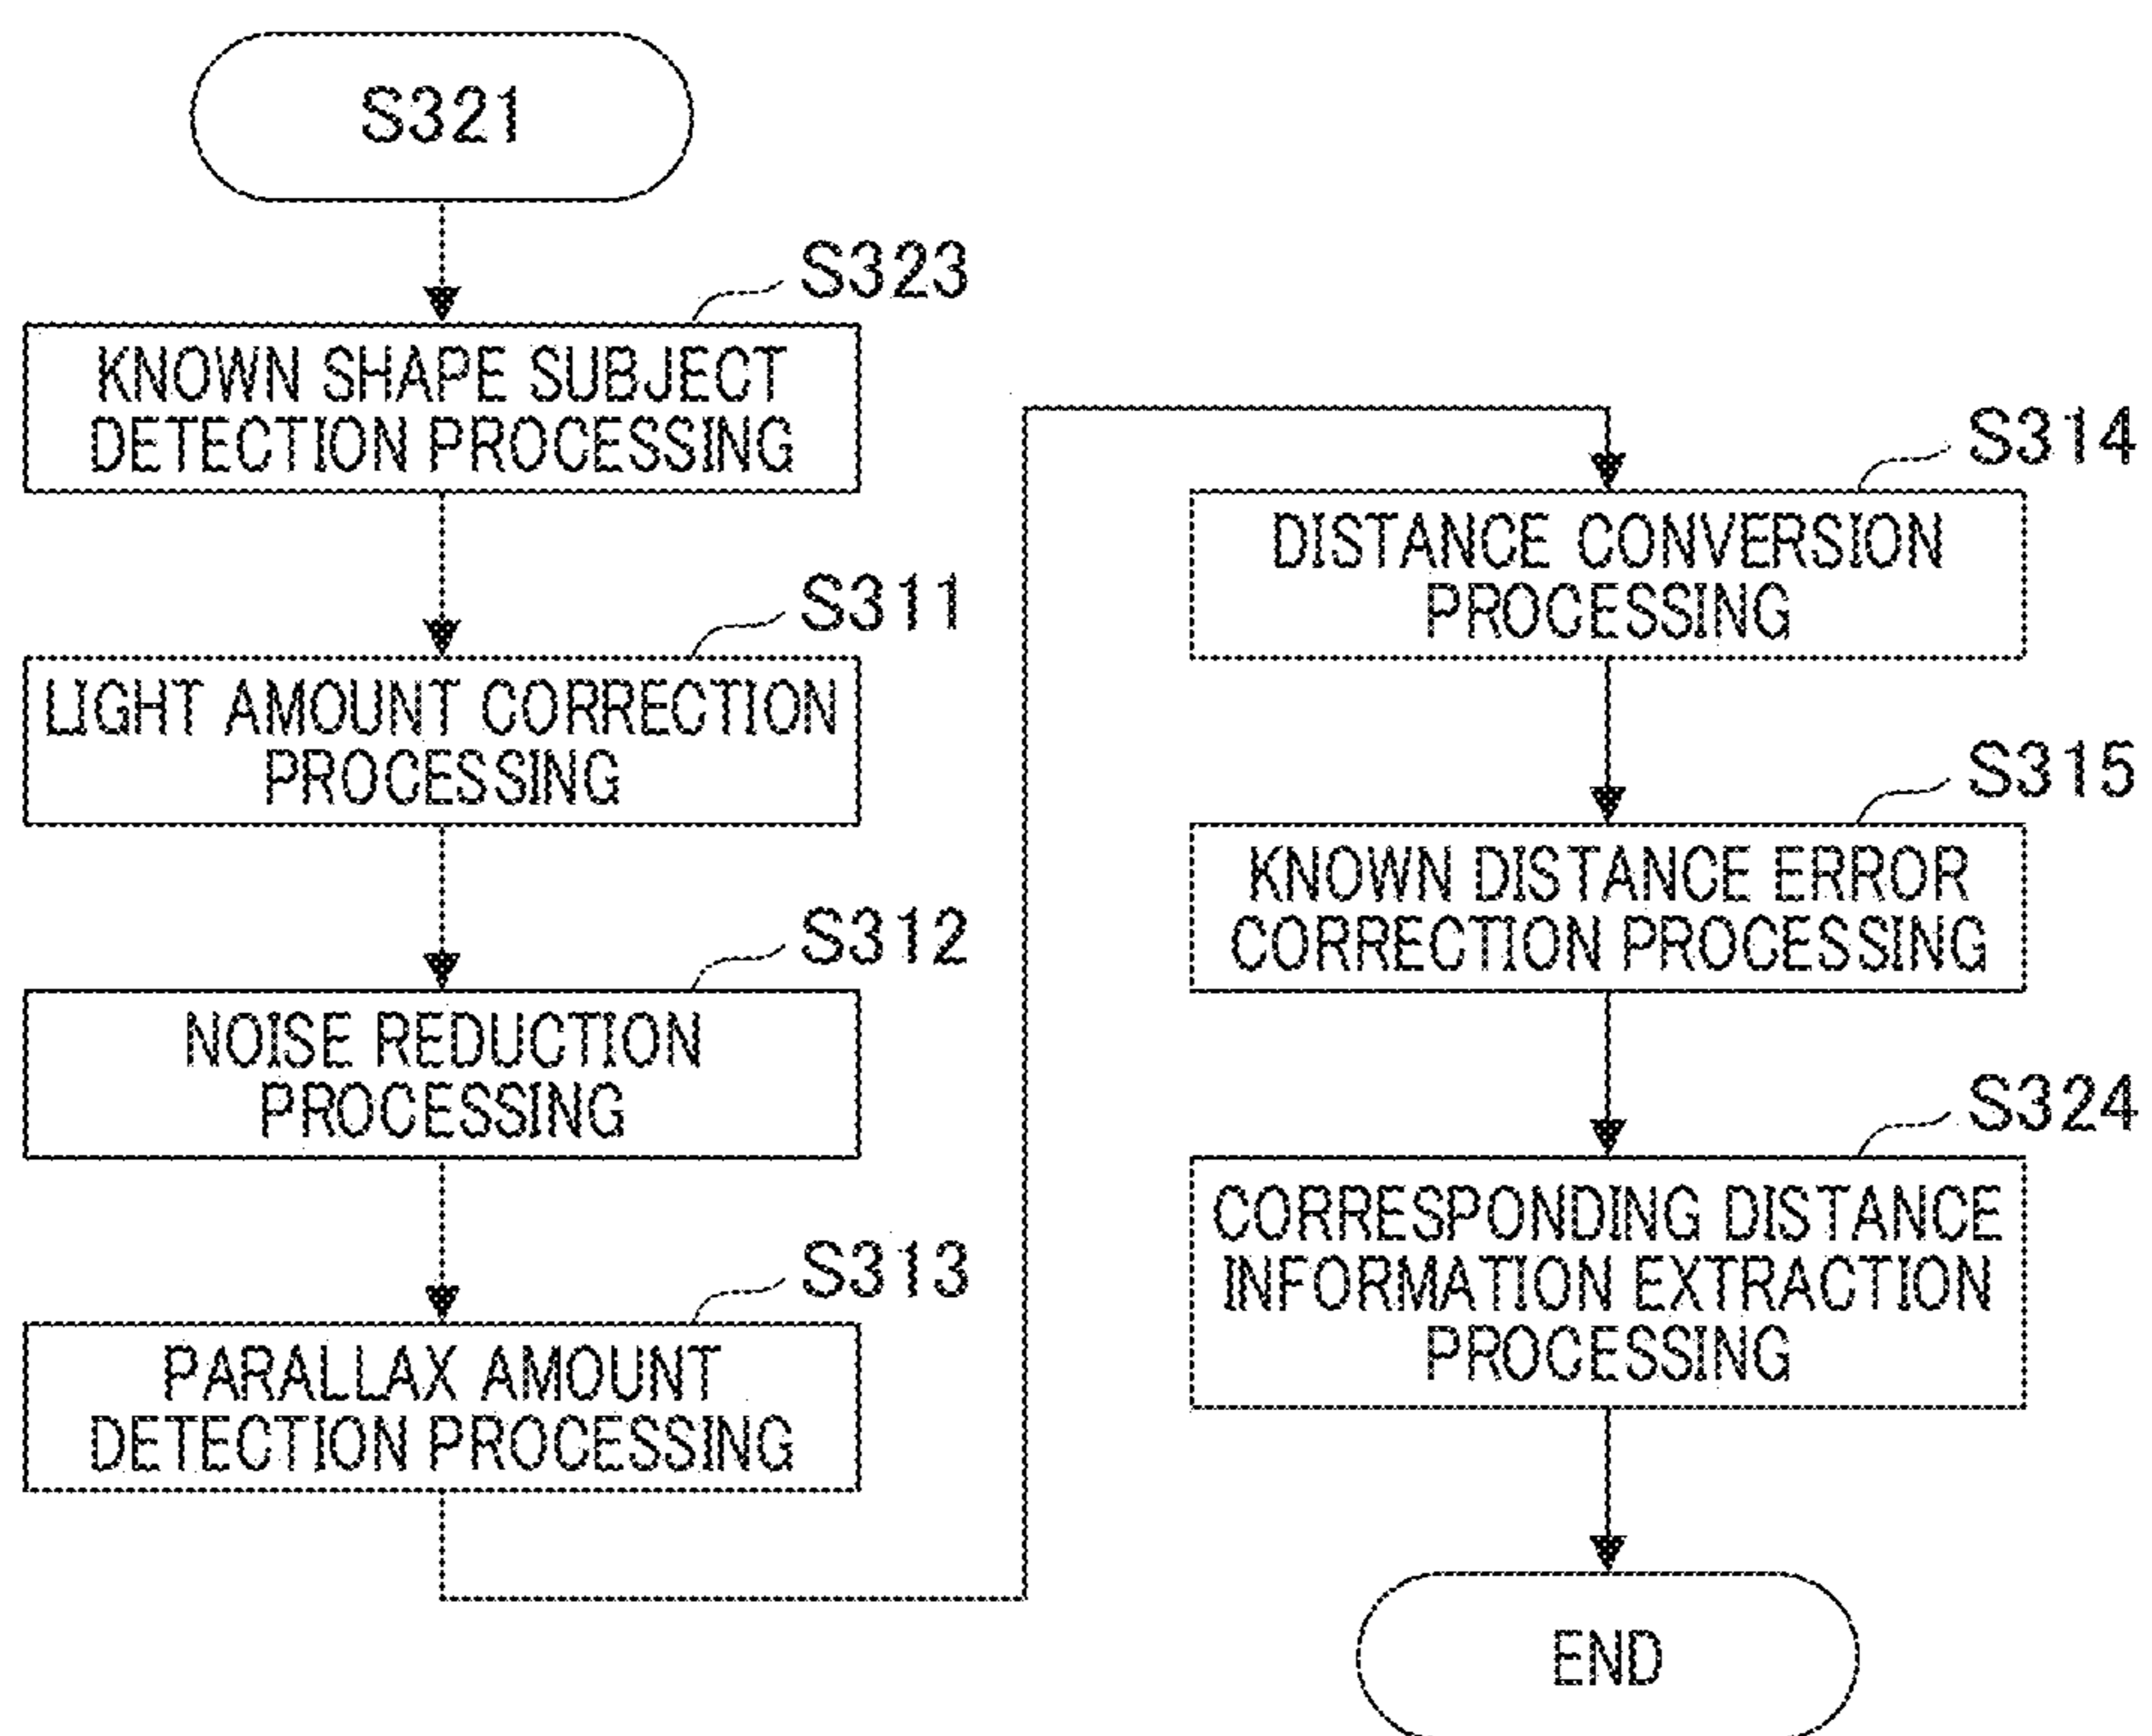 S321
S323
KNOWN SHAPE SUBJECT
DETECTION PROCESSING
S311
LIGHT AMOUNT CORRECTION
PROCESSING
S312
NOISE REDUCTION
PROCESSING
S313
PARALLAX AMOUNT
DETECTION PROCESSING
S314
DISTANCE CONVERSION
PROCESSING
S315
KNOWN DISTANCE ERROR
CORRECTION PROCESSING
S324
CORRESPONDING DISTANCE
INFORMATION EXTRACTION
PROCESSING
END